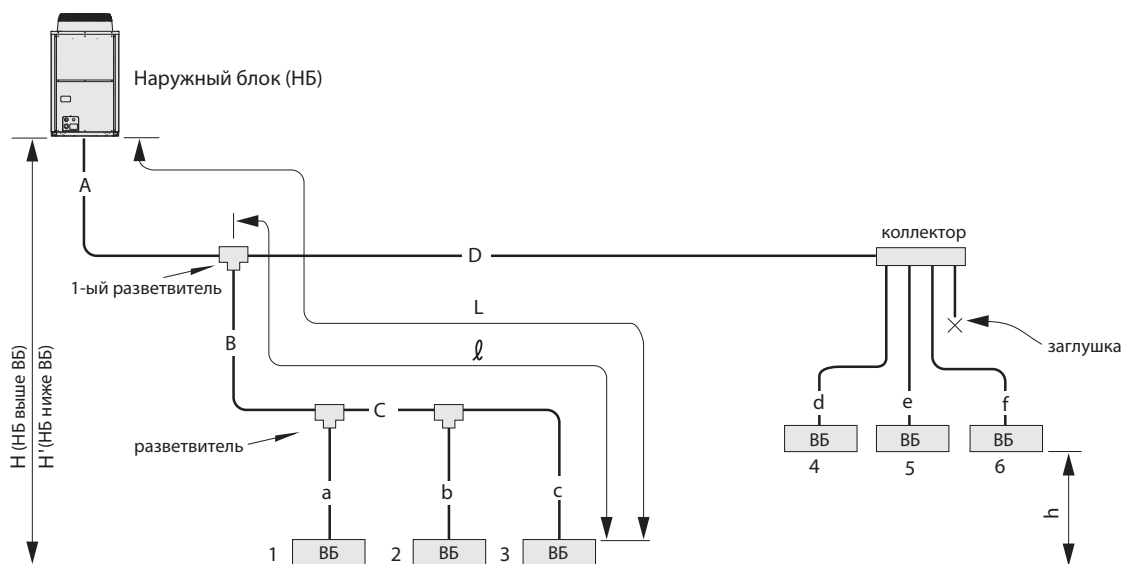 Наружный блок (НБ)
A
1-ый разветвитель
D
коллектор
L
ℓ
B
заглушка
H (НБ выше ВБ)
H'(НБ ниже ВБ)
C
разветвитель
d
e
f
ВБ
ВБ
ВБ
4
5
6
a
b
c
h
1
ВБ
2
ВБ
3
ВБ